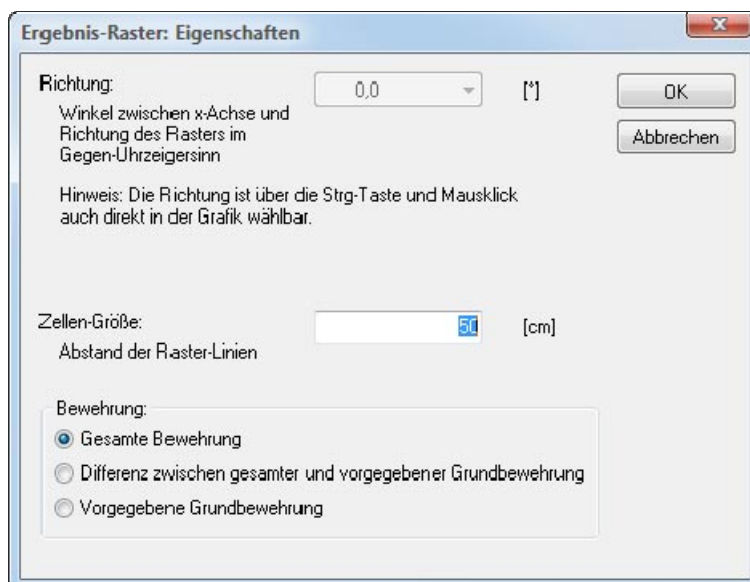 Ergebnis-Raster: Eigenschaften
Richtung:
0,0
[°]
OK
Winkel zwischen x-Achse und
Richtung des Rasters im
Gegen-Uhrzeigersinn
Abbrechen
Hinweis: Die Richtung ist über die Strg-Taste und Mausklick
auch direkt in der Grafik wählbar.
Zellen-Größe:
50
[cm]
Abstand der Raster-Linien
Bewehrung:
Gesamte Bewehrung
Differenz zwischen gesamter und vorgegebener Grundbewehrung
Vorgegebene Grundbewehrung